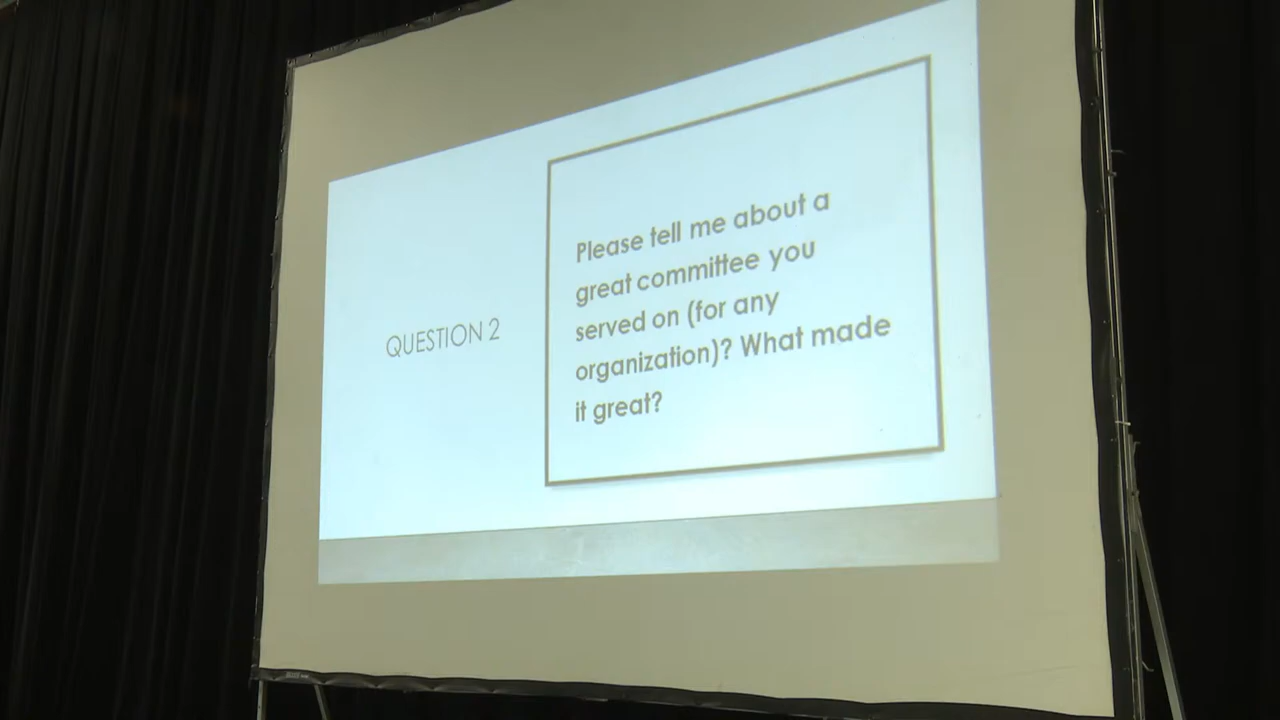 QUESTION 2
Please tell me about a
great committee you
served on (for any
organization)? What made
it great?